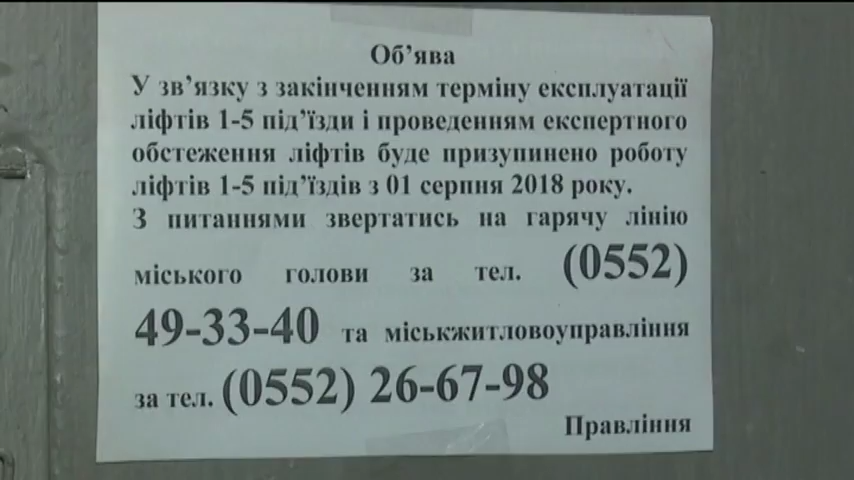 Об’ява
У зв’язку з закінченням терміну експлуатації
ліфтів 1-5 під’їзди і проведенням експертного
обстеження ліфтів буде призупинено роботу
ліфтів 1-5 під’їздів з 01 серпня 2018 року.
З питаннями звертатись на гарячу лінію
міського голови за тел. (0552)
49-33-40 та міськжитловоуправління
за тел. (0552) 26-67-98
Правління